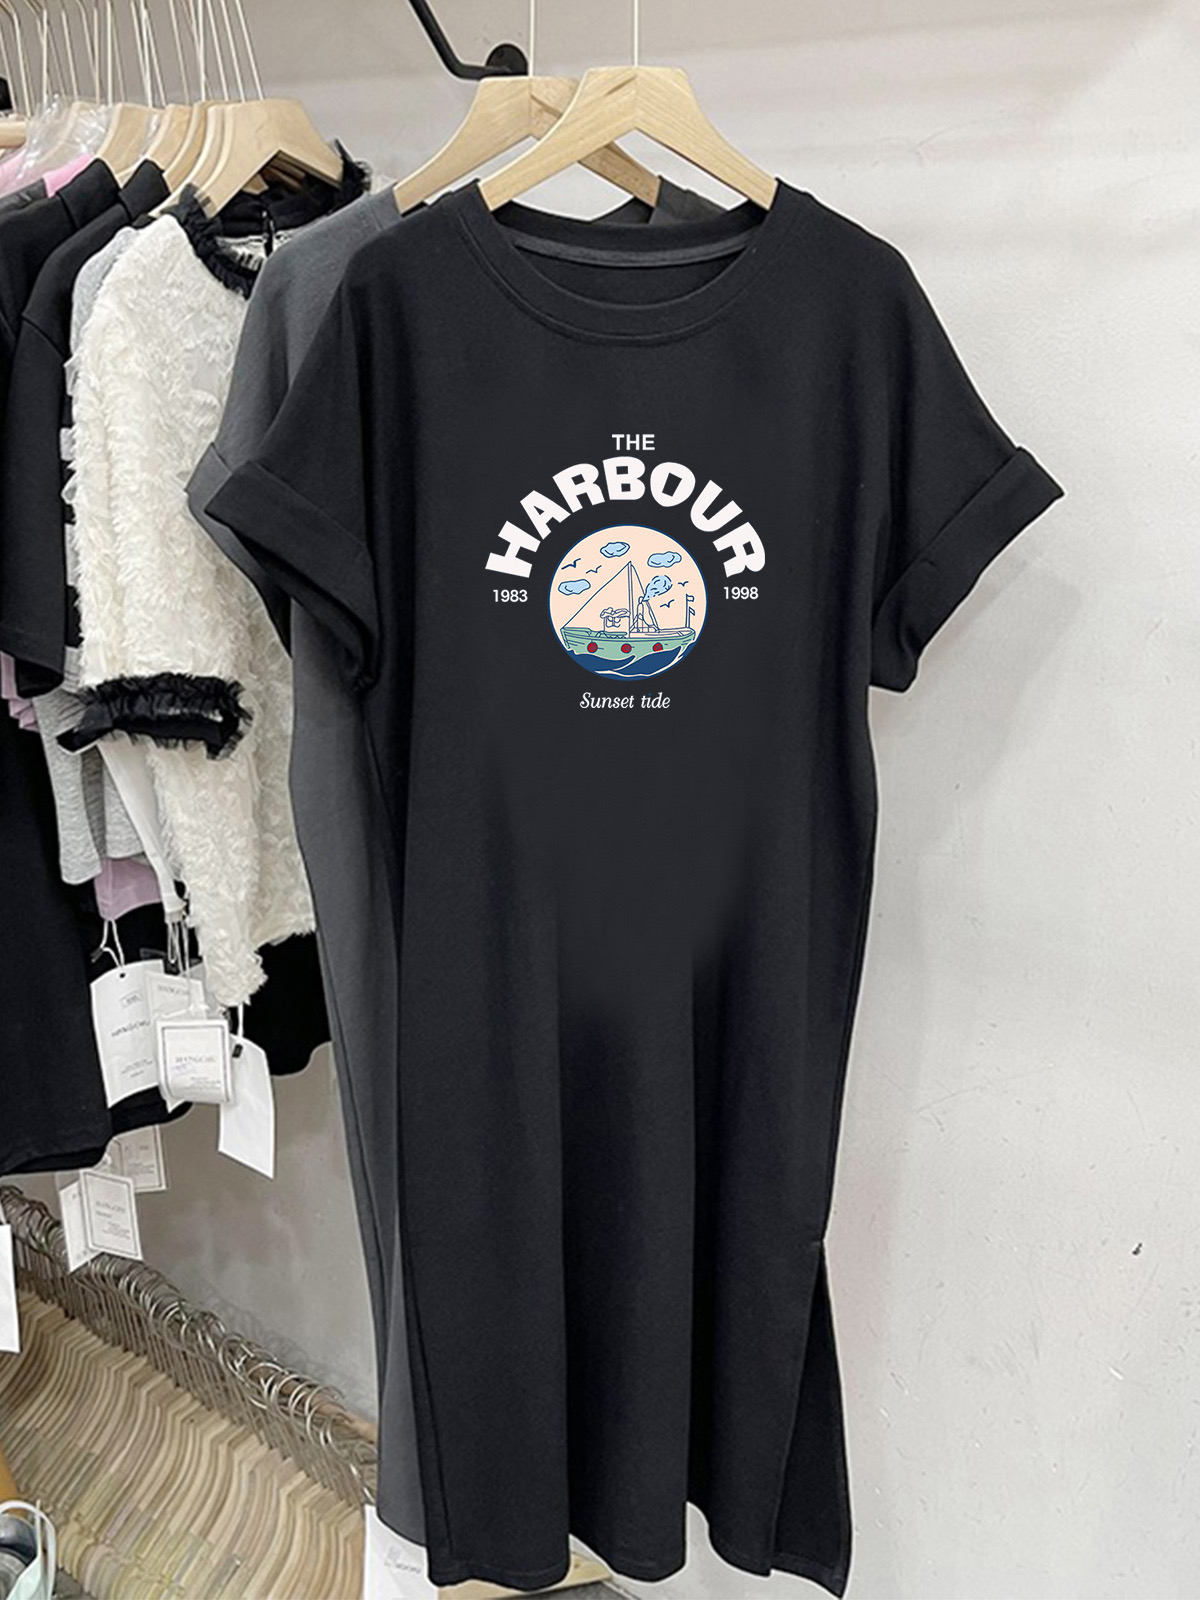 THE
HARBOUR
1983
1998
Sunset tide